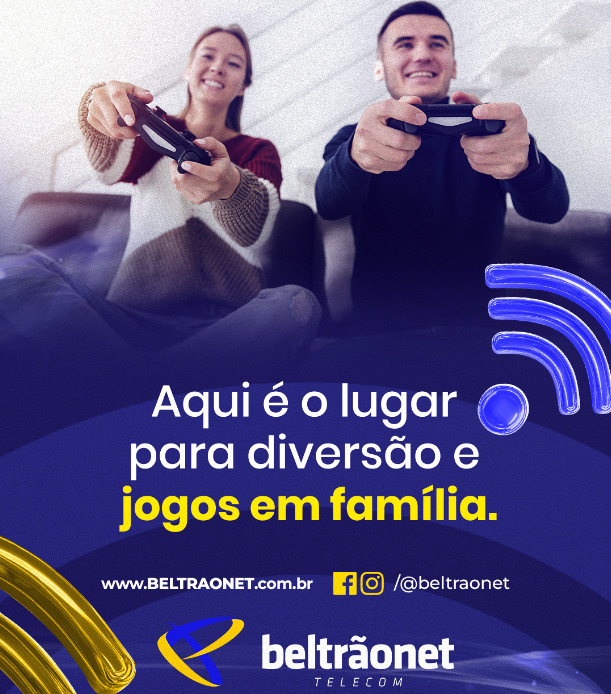 Aqui é o lugar
para diversão e
jogos em família.
www.BELTRAONET.com.br /@beltraonet
beltrãonet
TELECOM